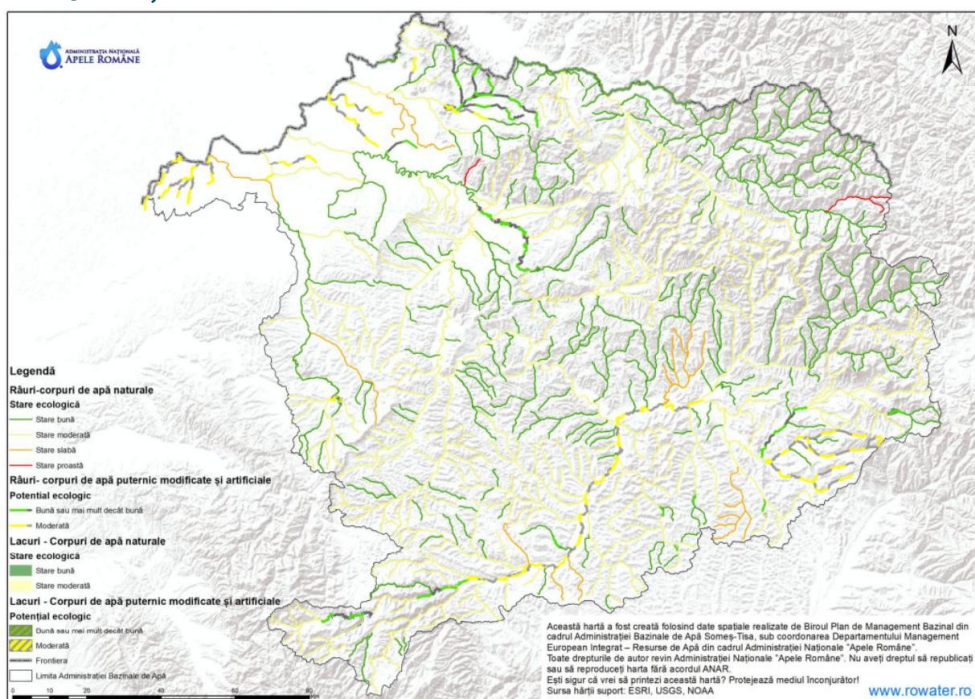 ADMINISTRAȚIA NAȚIONALĂ
APELE ROMÂNE
N
Legendă
Râuri-corpuri de apă naturale
Stare ecologică
Stare bună
Stare moderată
Stare slabă
Stare proastă
Râuri- corpuri de apă puternic modificate și artificiale
Potential ecologic
Bună sau mai mult decât bună
Moderată
Lacuri - Corpuri de apă naturale
Stare ecologică
Stare bună
Stare moderată
Lacuri - Corpuri de apă puternic modificate și artificiale
Potențial ecologic
Bună sau mei mult decât bună
Moderată
Frontiera
Limita Administrației Bazinale de Apă
0 10 20 40 60 80
Această hartă a fost creată folosind date spațiale realizate de Biroul Plan de Management Bazinal din
cadrul Administrației Bazinale de Apă Someș-Tisa, sub coordonarea Departamentului Management
European Integrat – Resurse de Apă din cadrul Administrației Naționale "Apele Române".
Toate drepturile de autor revin Administrației Naționale "Apele Române". Nu aveți dreptul să republicați
sau să reproduceți harta fără acordul ANAR.
Ești sigur că vrei să printezi această hartă? Protejează mediul înconjurător!
Sursa hărții suport: ESRI, USGS, NOAA
www.rowater.ro